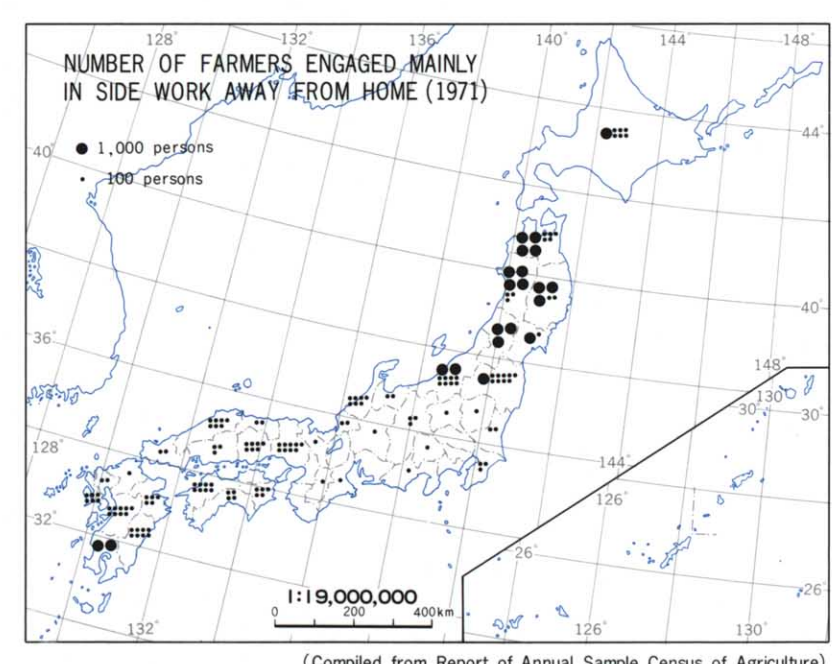 128° 132° 136° 140° 144° 148°
NUMBER OF FARMERS ENGAGED MAINLY
IN SIDE WORK AWAY FROM HOME (1971)
44°
1,000 persons
40°
100 persons
40°
36°
148°
130°
30° 30°
128°
144°
126°
32°
26°
1:19,000,000
26°
0 200 400km
132° 126° 130°
(Compiled from Report of Annual Sample Census of Agriculture)